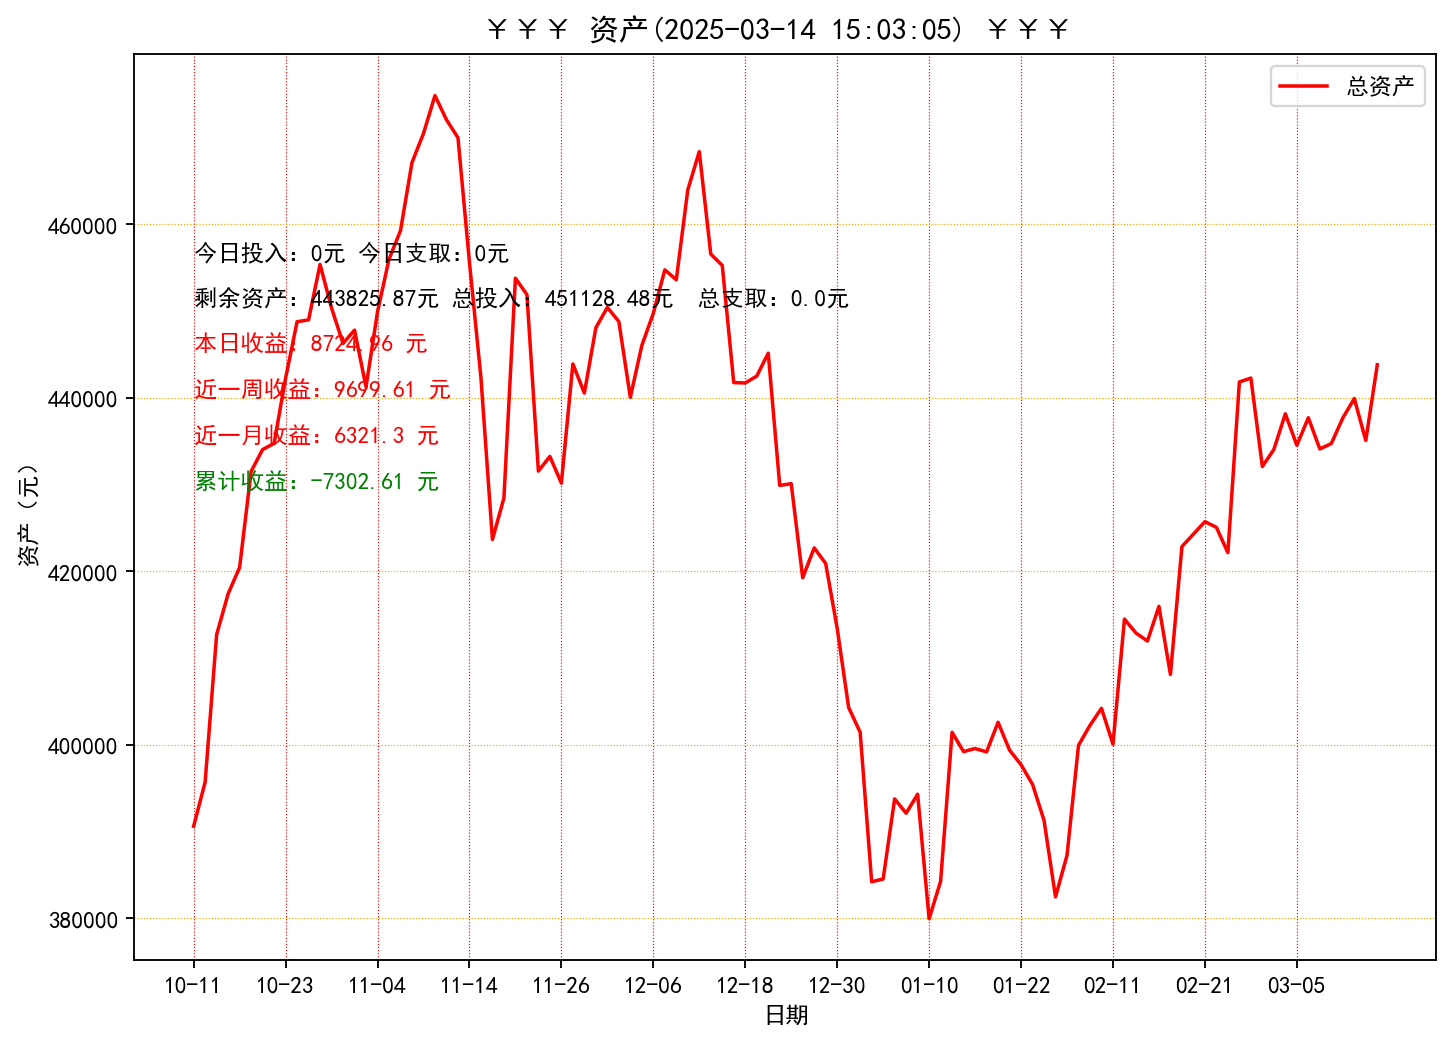 ¥ ¥ ¥ 资产(2025-03-14 15:03:05) ¥ ¥ ¥
总资产
460000
今日投入：0元 今日支取：0元
剩余资产：443825.87元 总投入：451128.48元 总支取：0.0元
本日收益：8724.96 元
近一周收益：9699.61 元
440000
近一月收益：6321.3 元
累计收益：-7302.61 元
资产（元）
420000
400000
380000
10-11 10-23 11-04 11-14 11-26 12-06 12-18 12-30 01-10 01-22 02-11 02-21 03-05
日期